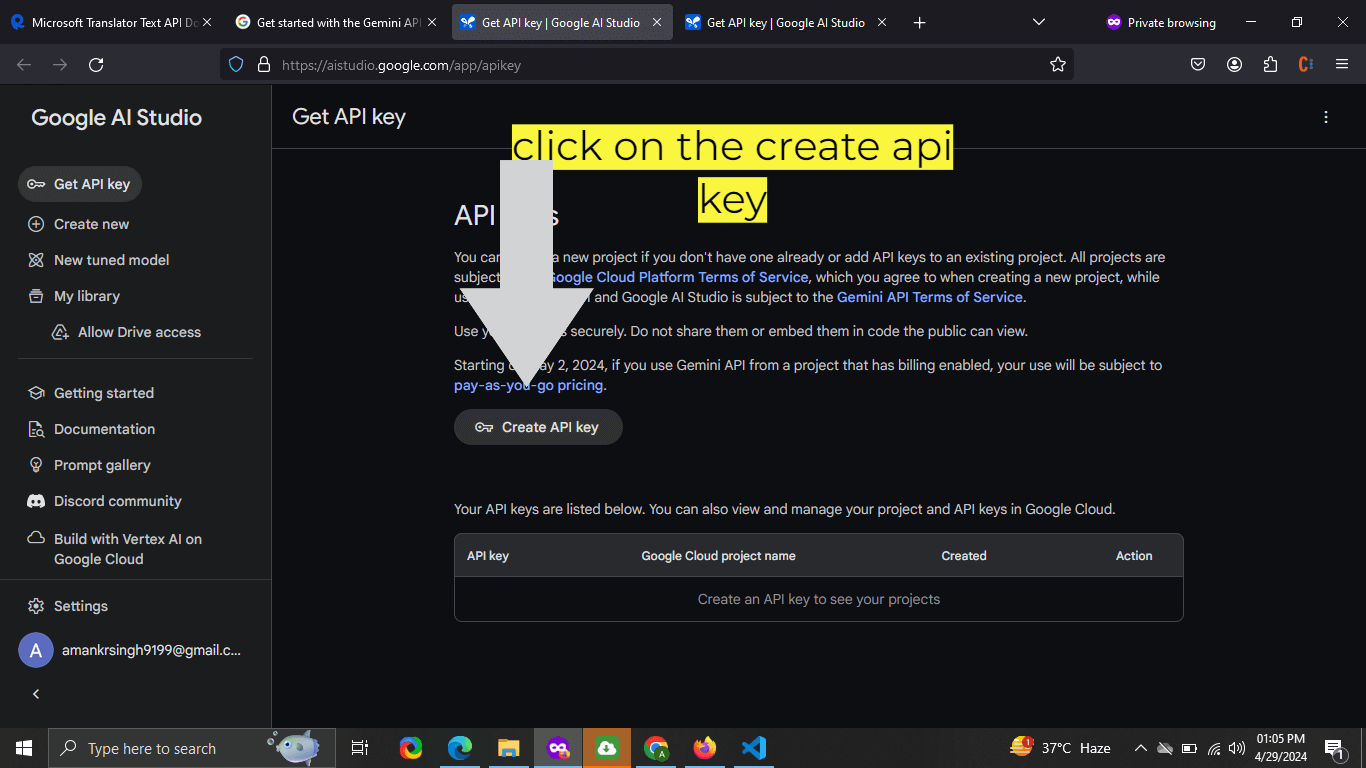 Microsoft Translator Text API Do
Get started with the Gemini API
Get API key | Google AI Studio
Get API key | Google AI Studio
Private browsing
https://aistudio.google.com/app/apikey
Google AI Studio
Get API key
Create new
New tuned model
My library
Allow Drive access
Getting started
Documentation
Prompt gallery
Discord community
Build with Vertex AI on
Google Cloud
Settings
A
amankrsingh9199@gmail.c...
Get API key
click on the create api
key
API
You can a new project if you don't have one already or add API keys to an existing project. All projects are
subject Google Cloud Platform Terms of Service, which you agree to when creating a new project, while
and Google AI Studio is subject to the Gemini API Terms of Service.
Use securely. Do not share them or embed them in code the public can view.
Starting 2, 2024, if you use Gemini API from a project that has billing enabled, your use will be subject to
pay-as-you-go pricing.
Create API key
Your API keys are listed below. You can also view and manage your project and API keys in Google Cloud.
API key Google Cloud project name Created Action
Create an API key to see your projects
Type here to search
37°C Haze
01:05 PM
4/29/2024